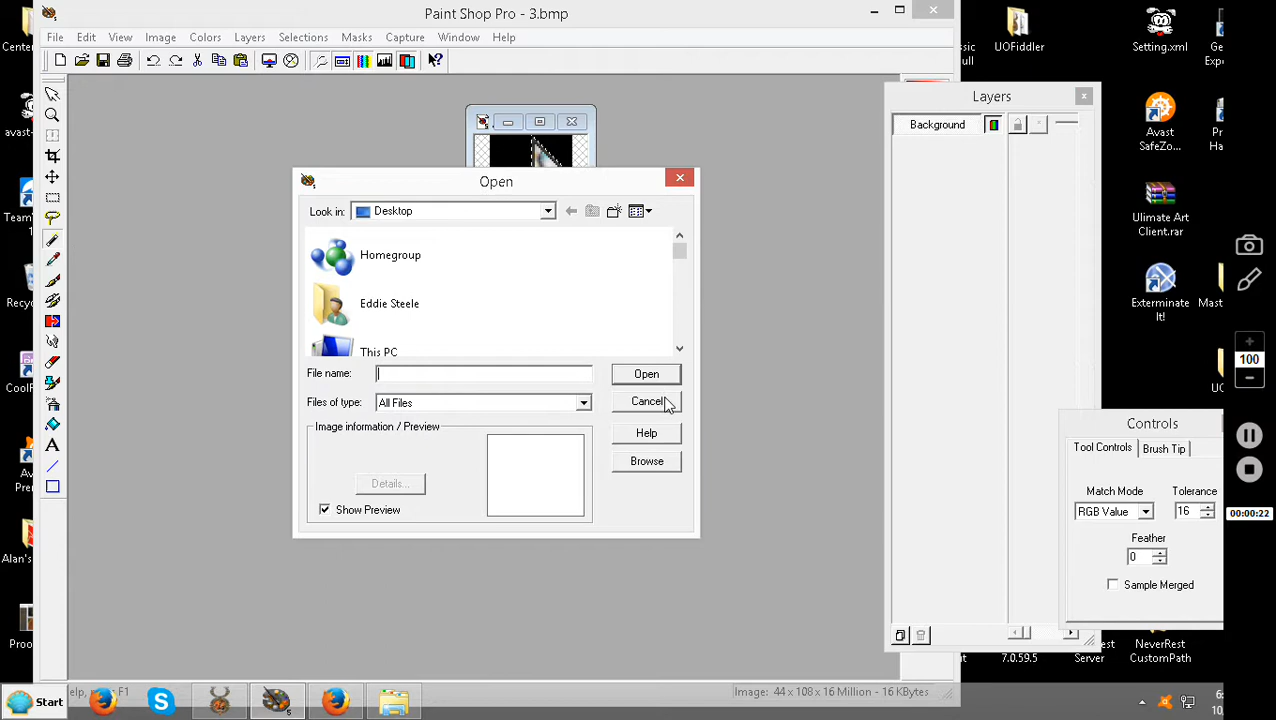 Paint Shop Pro - 3.bmp
File Edit View Image Colors Layers Selections Masks Capture Window Help
Open
Look in: Desktop
Homegroup
Eddie Steele
This PC
File name: Open
Files of type: All Files Cancel
Image information / Preview Help
Browse
Details...
Show Preview
Layers
Background
Controls
Tool Controls Brush Tip
Match Mode Tolerance
RGB Value 16
Feather
0
Sample Merged
UOFiddler
Setting.xml
Avast
SafeZo...
Ulimate Art
Client.rar
Exterminate
It!
NeverRest
CustomPath
Server
7.0.59.5
100
00:00:22
Image: 44 x 108 x 16 Million - 16 KBytes
Start